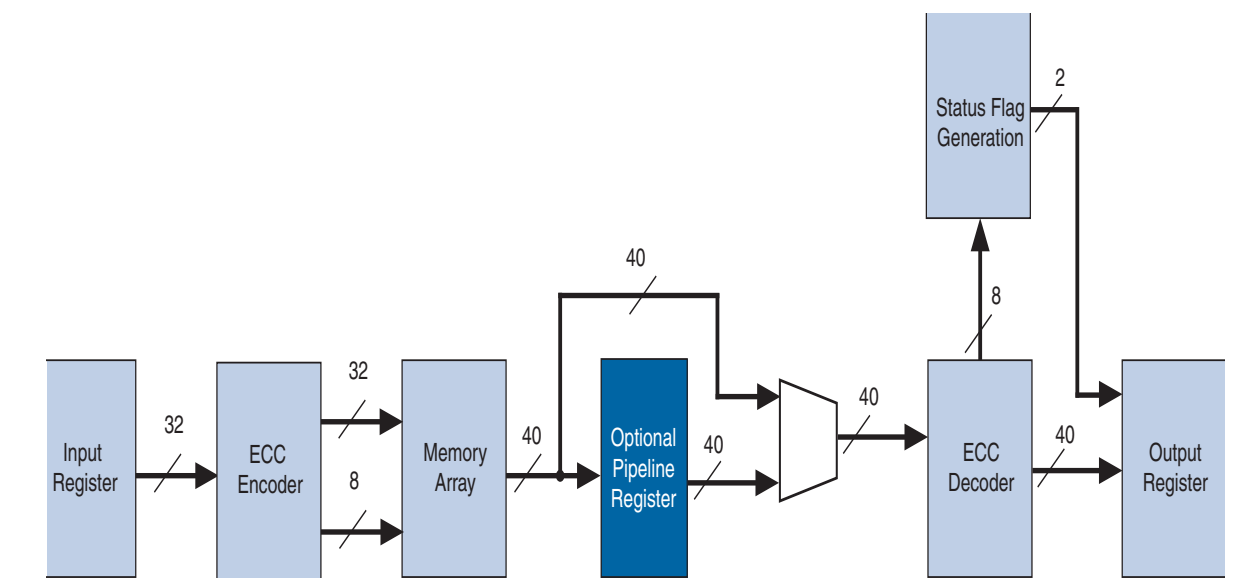 2
Status Flag
Generation
40
8
32
32
40
8
40
40
40
Input
Register
ECC
Encoder
Memory
Array
Optional
Pipeline
Register
ECC
Decoder
Output
Register